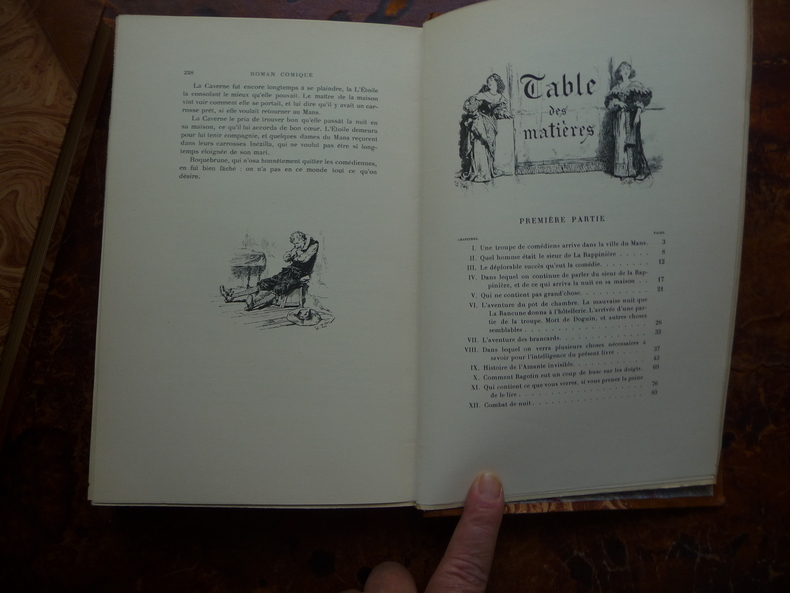 228 ROMAN COMIQUE
La Caverne fut encore longtemps à se plaindre, la L'Étoile
la consolant le mieux qu'elle pouvait. Le maître de la maison
vint voir comment elle se portait, et lui dire qu'il y avait un car-
rosse prêt, si elle voulait retourner au Mans.
La Caverne le pria de trouver bon qu'elle passât la nuit en
sa maison, ce qu'il lui accorda de bon cœur. L'Étoile demeura
pour lui tenir compagnie, et quelques dames du Mans reçurent
dans leurs carrosses Inézilla, qui ne voulut pas être si long-
temps éloignée de son mari.
Roquebrune, qui n'osa honnêtement quitter les comédiennes,
en fut bien fâché : on n'a pas en ce monde tout ce qu'on
désire.
Table
des
matières
PREMIÈRE PARTIE
CHAPITRES. PAGES
I. Une troupe de comédiens arrive dans la ville du Mans. 3
II. Quel homme était le sieur de La Rappinière 8
III. Le déplorable succès qu'eut la comédie. 12
IV. Dans lequel on continue de parler du sieur de La Rap-
pinière, et de ce qui arriva la nuit en sa maison 17
V. Qui ne contient pas grand'chose. 21
VI. L'aventure du pot de chambre. La mauvaise nuit que
La Rancune donna à l'hôtellerie. L'arrivée d'une par-
tie de la troupe. Mort de Doguin, et autres choses
semblables 26
VII. L'aventure des brancards.
VIII. Dans lequel on verra plusieurs choses nécessaires à
savoir pour l'intelligence du présent livre 37
IX. Histoire de l'Amante invisible.
X. Comment Ragotin eut un coup de busc sur les doigts.
XI. Qui contient ce que vous verrez, si vous prenez la peine
de le lire. 76
XII. Combat de nuit.